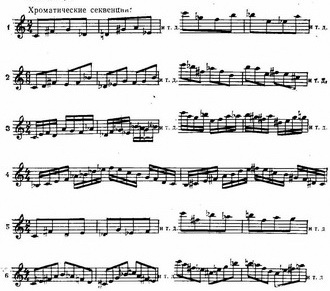 Хроматические секвенции:
1 и т. д.
2 и т. д. и т. д.
3 и т. д. и т. д.
4 и т. д.
5 и т. д. и т. д.
6 и т. д. и т. д.